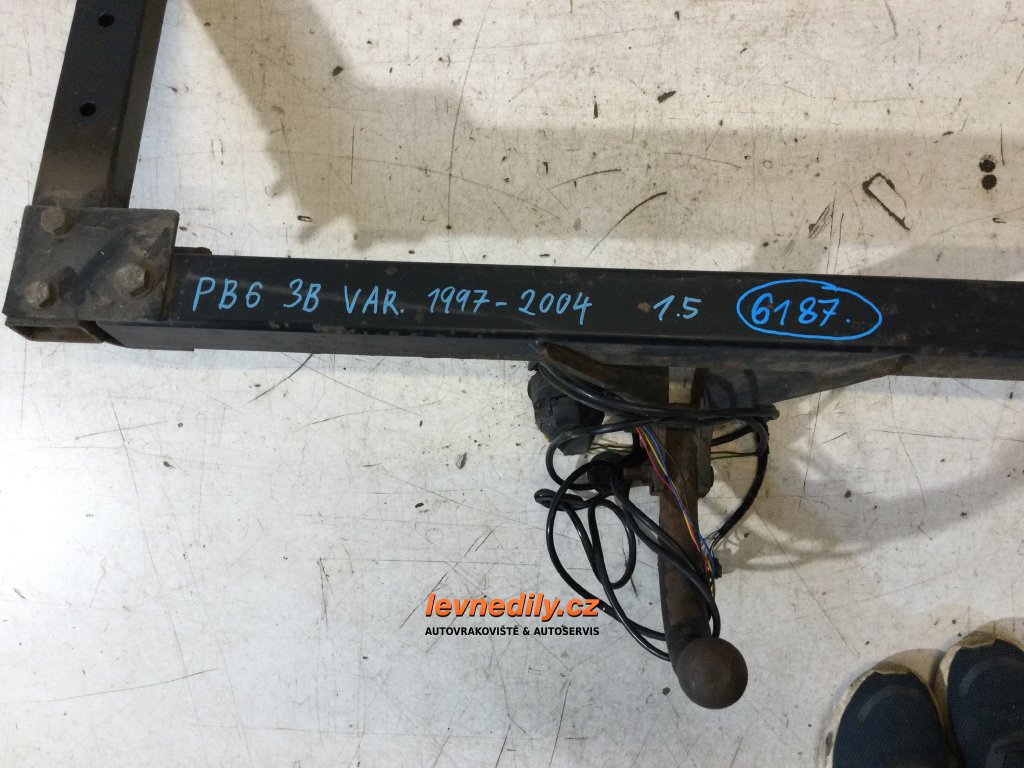 PB6 3B VAR. 1997-2004 1.5 6187.
levnedily.cz
AUTOVRAKOVIŠTĚ & AUTOSERVIS